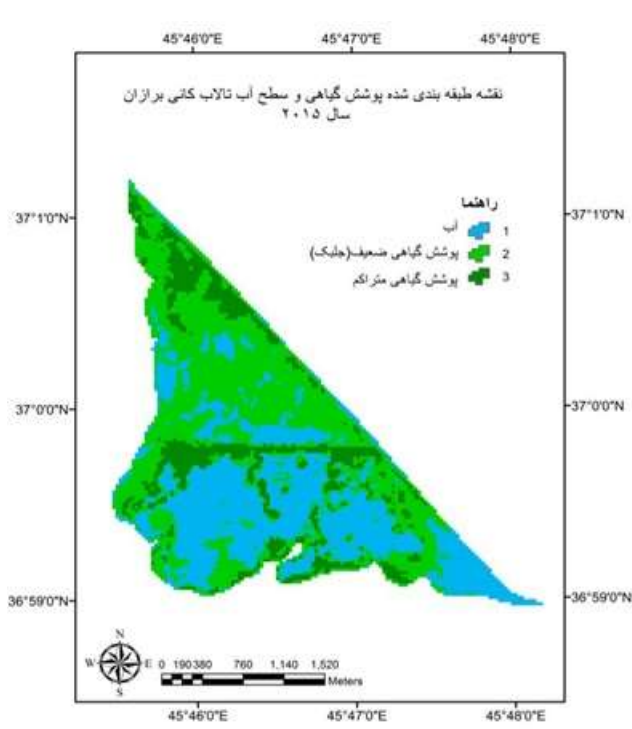 45°46'0"E 45°47'0"E 45°48'0"E
نقشه طبقه بندی شده پوشش گیاهی و سطح آب تالاب کانی برازان
سال ۲۰۱۵
راهنما
آب 1
پوشش گیاهی ضعیف(جلبک) 2
پوشش گیاهی متراکم 3
37°1'0"N 37°1'0"N
37°0'0"N 37°0'0"N
36°59'0"N 36°59'0"N
N
W E
S
0 190380 760 1,140 1,520
Meters
45°46'0"E 45°47'0"E 45°48'0"E